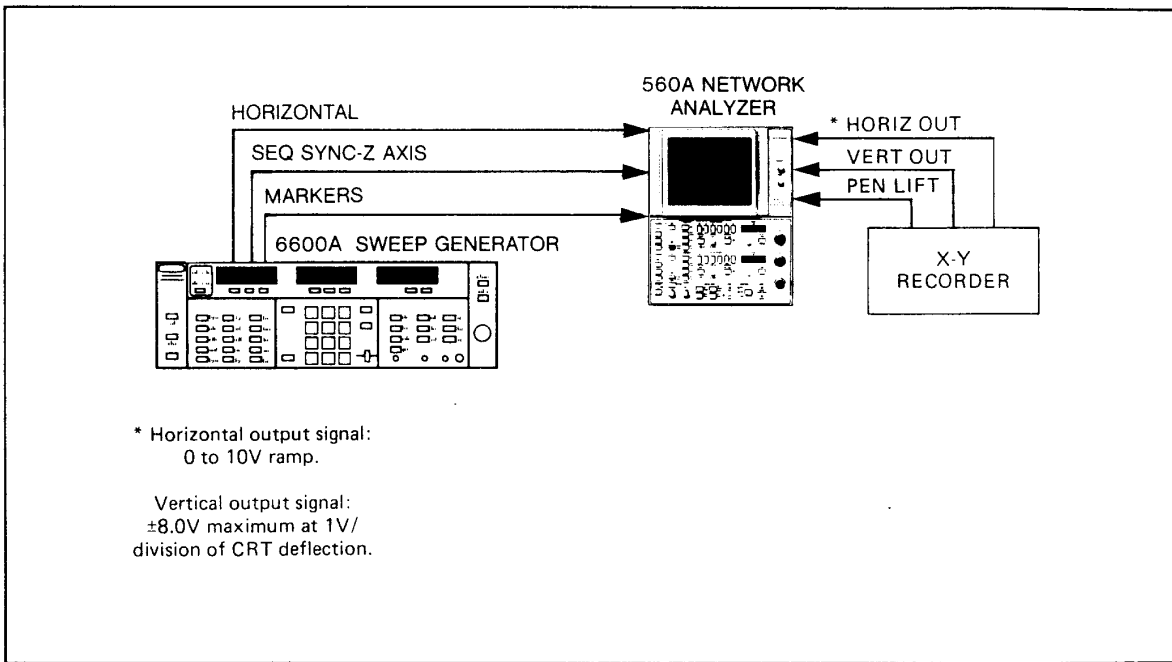 560A NETWORK
ANALYZER
HORIZONTAL
* HORIZ OUT
SEQ SYNC-Z AXIS
VERT OUT
MARKERS
PEN LIFT
6600A SWEEP GENERATOR
X-Y
RECORDER
* Horizontal output signal:
0 to 10V ramp.
Vertical output signal:
±8.0V maximum at 1V/
division of CRT deflection.